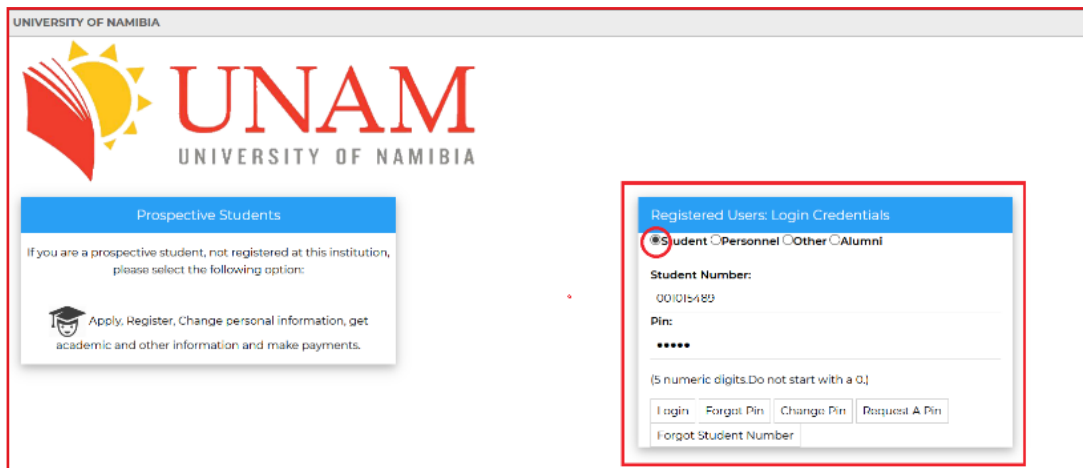 UNIVERSITY OF NAMIBIA
UNAM
UNIVERSITY OF NAMIBIA
Prospective Students
If you are a prospective student, not registered at this institution,
please select the following option:
Apply, Register, Change personal information, get
academic and other information and make payments.
Registered Users: Login Credentials
Student Personnel Other Alumni
Student Number:
001015489
Pin:
•••••
(5 numeric digits.Do not start with a 0.)
Login Forgot Pin Change Pin Request A Pin
Forgot Student Number